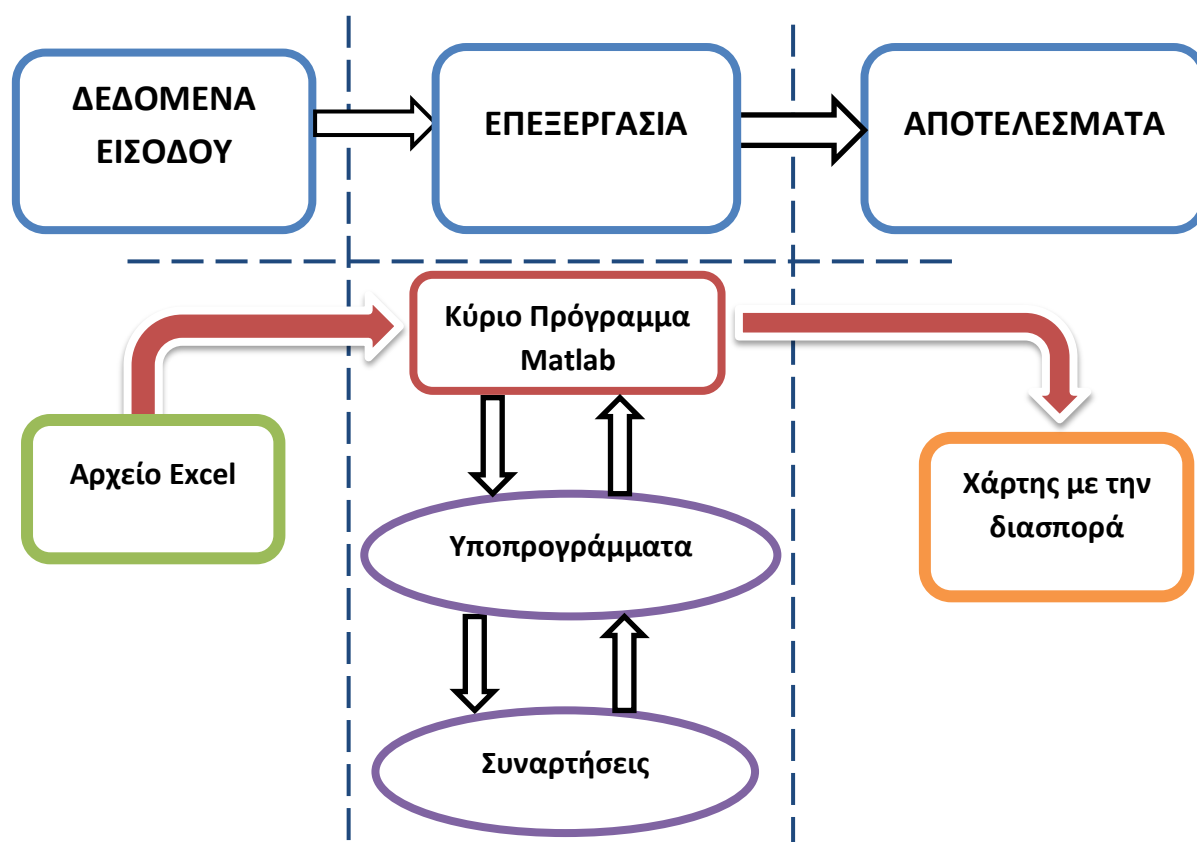 ΔΕΔΟΜΕΝΑ
ΕΙΣΟΔΟΥ
ΕΠΕΞΕΡΓΑΣΙΑ
ΑΠΟΤΕΛΕΣΜΑΤΑ
Κύριο Πρόγραμμα
Matlab
Αρχείο Excel
Χάρτης με την
διασπορά
Υποπρογράμματα
Συναρτήσεις